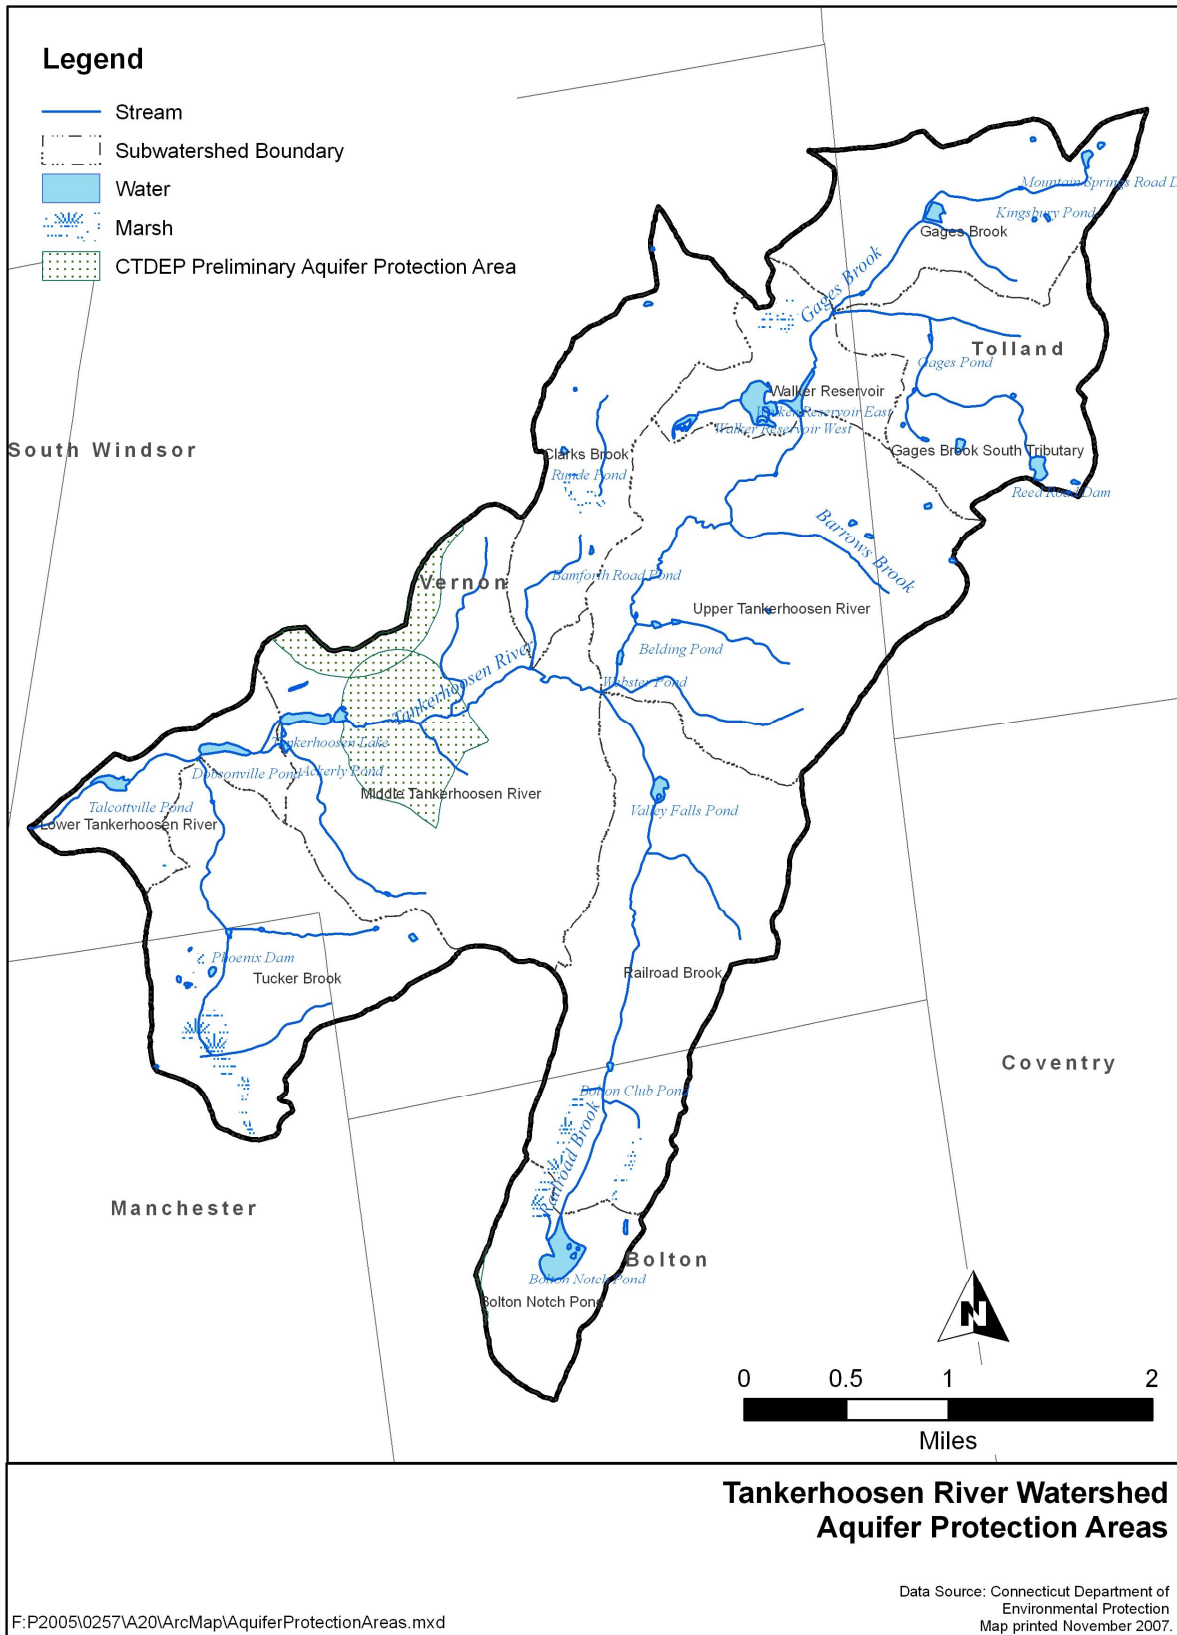 Legend
Stream
Subwatershed Boundary
Water
Marsh
CTDEP Preliminary Aquifer Protection Area
Mountain Springs Road D
Kingsbury Pond
Gages Brook
Gages Brook
Tolland
Gages Pond
Walker Reservoir
Walker Reservoir East
Walker Reservoir West
South Windsor
Clarks Brook
Runde Pond
Gages Brook South Tributary
Reed Road Dam
Barrows Brook
Vernon
Bamforth Road Pond
Upper Tankerhoosen River
Belding Pond
Tankerhoosen River
Webster Pond
Tankerhoosen Lake
Dobsonville Pond
Ackerly Pond
Middle Tankerhoosen River
Talcottville Pond
Lower Tankerhoosen River
Valley Falls Pond
Phoenix Dam
Tucker Brook
Railroad Brook
Coventry
Bolton Club Pond
Railroad Brook
Manchester
Bolton
Bolton Notch Pond
Bolton Notch Pond
N
0 0.5 1 2
Miles
Tankerhoosen River Watershed
Aquifer Protection Areas
Data Source: Connecticut Department of
Environmental Protection
Map printed November 2007.
F:P2005\0257\A20\ArcMap\AquiferProtectionAreas.mxd